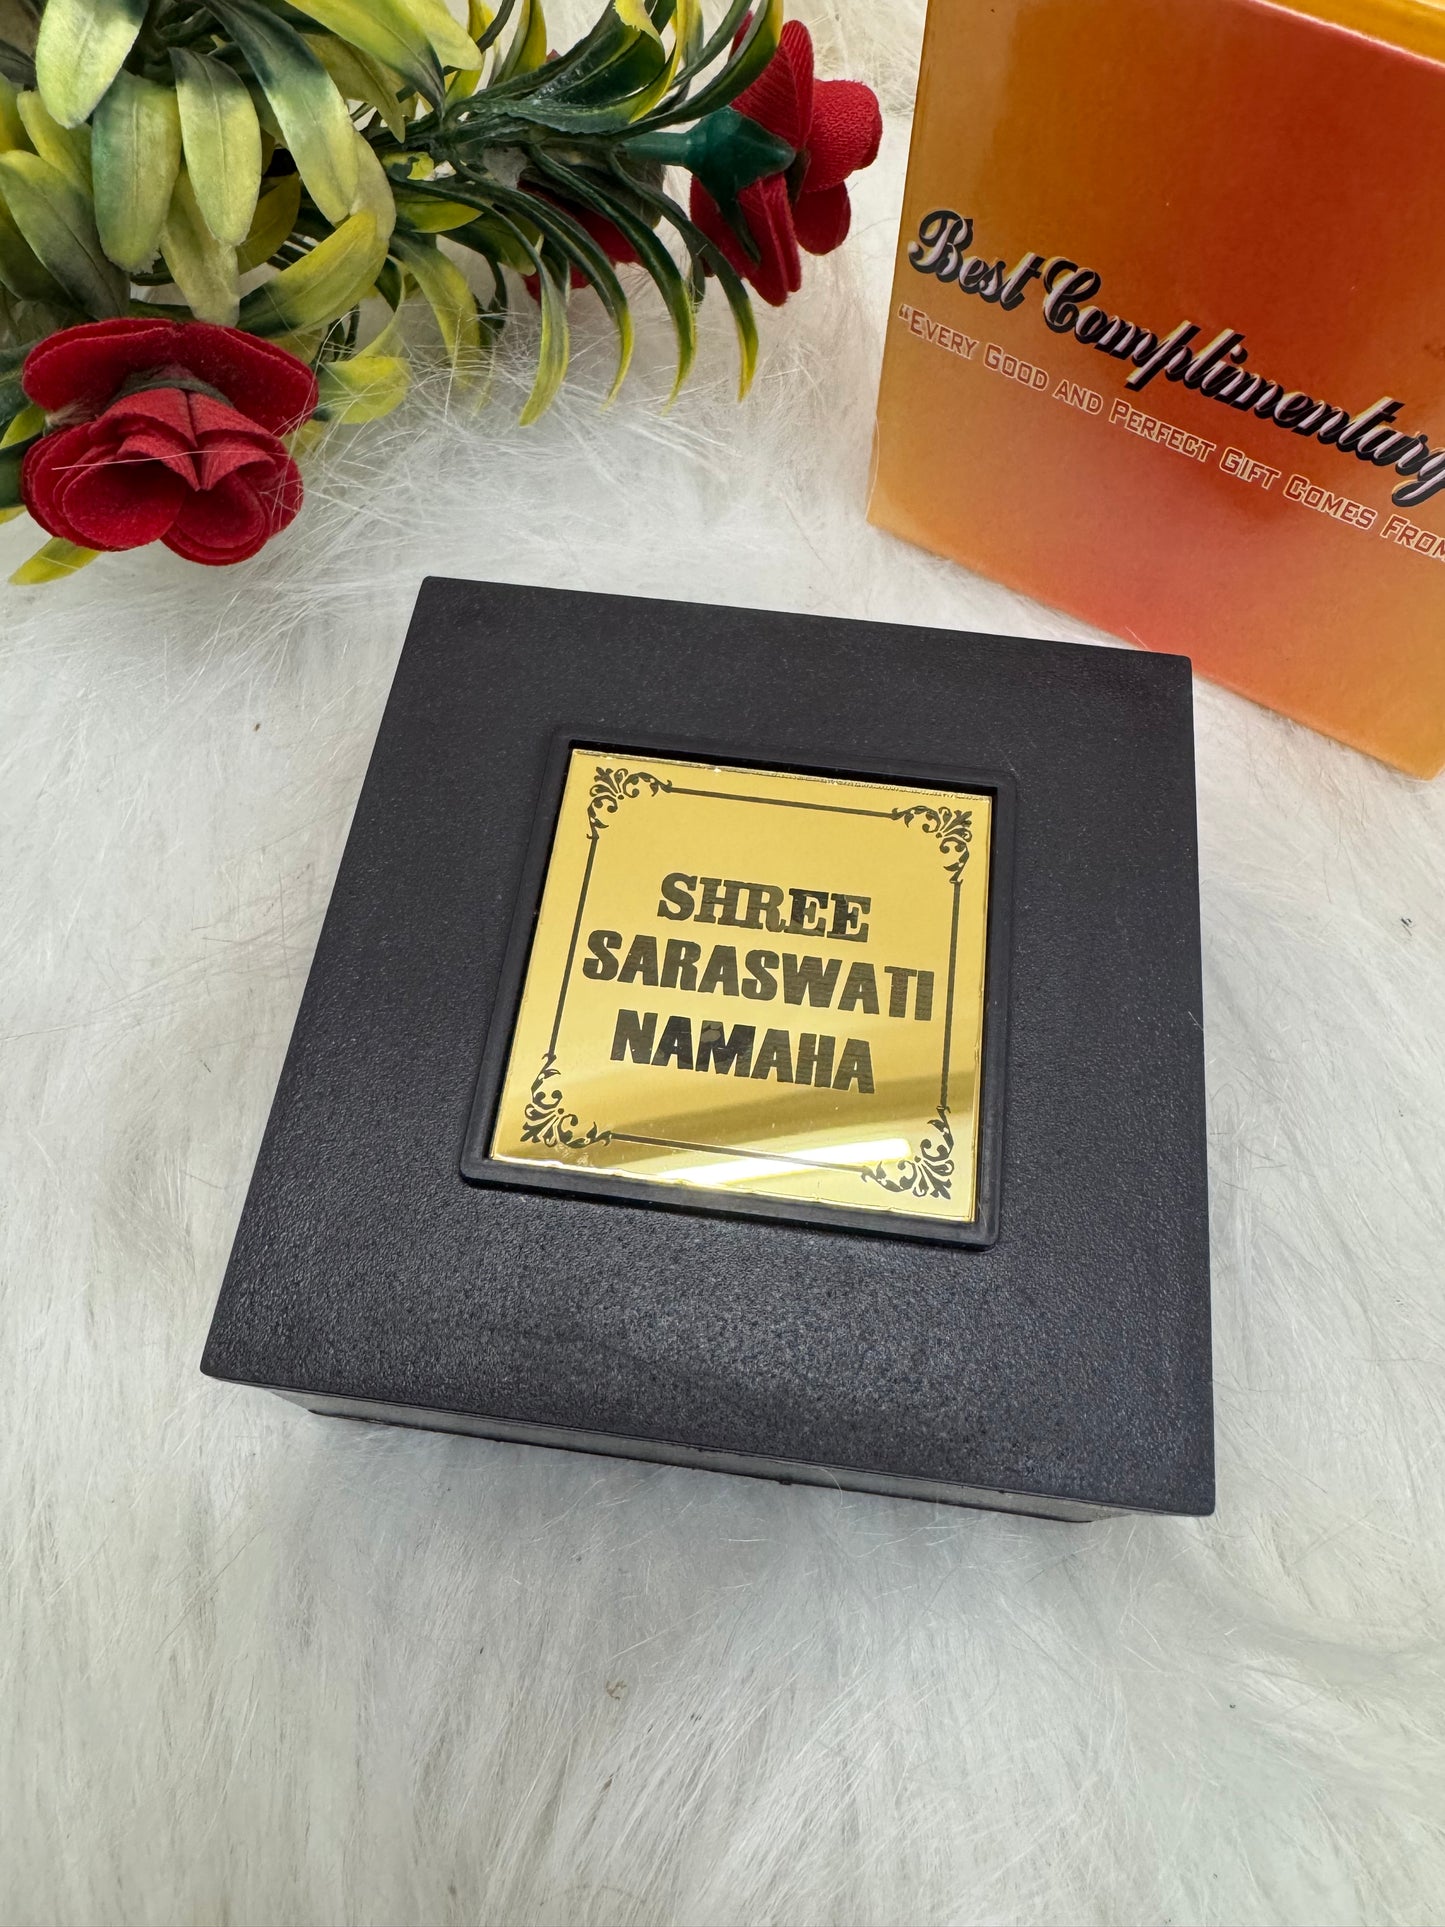 Best Complimentary
"EVERY GOOD AND PERFECT GIFT COMES FROM
SHREE
SARASWATI
NAMAHA